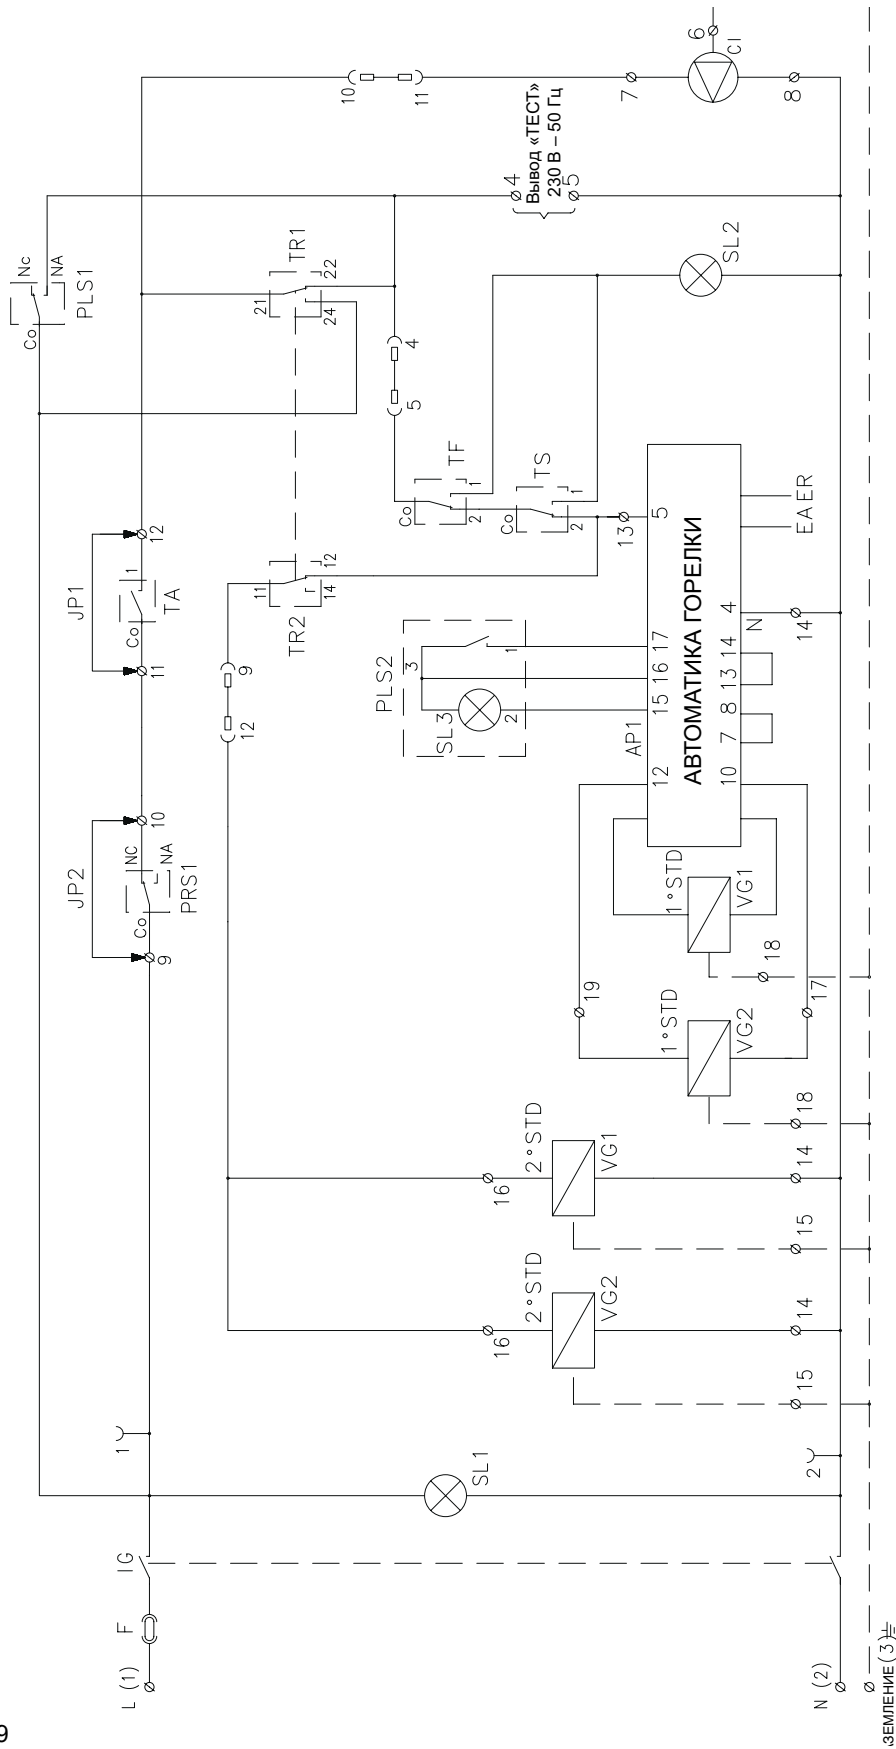 9
Co
Nc
NA
PLS1
JP2
JP1
L (1)
F
IG
1
9
Co
NC
NA
PRS1
10
11
Co
1
TA
12
12
9
11
12
14
TR2
21
22
24
TR1
10
11
PLS2
SL3
3
2
1
5
4
Co
1
2
TF
Co
1
2
TS
13
SL1
16
2°STD
VG2
16
2°STD
VG1
19
1°STD
VG2
1°STD
VG1
AP1
12
15
16
17
5
АВТОМАТИКА ГОРЕЛКИ
10
7
8
13
14
4
N
EA
ER
4
Вывод «ТЕСТ»
230 В – 50 Гц
5
SL2
7
6
CI
8
2
15
14
15
14
18
17
18
14
N (2)
АЗЕМЛЕНИЕ (3)